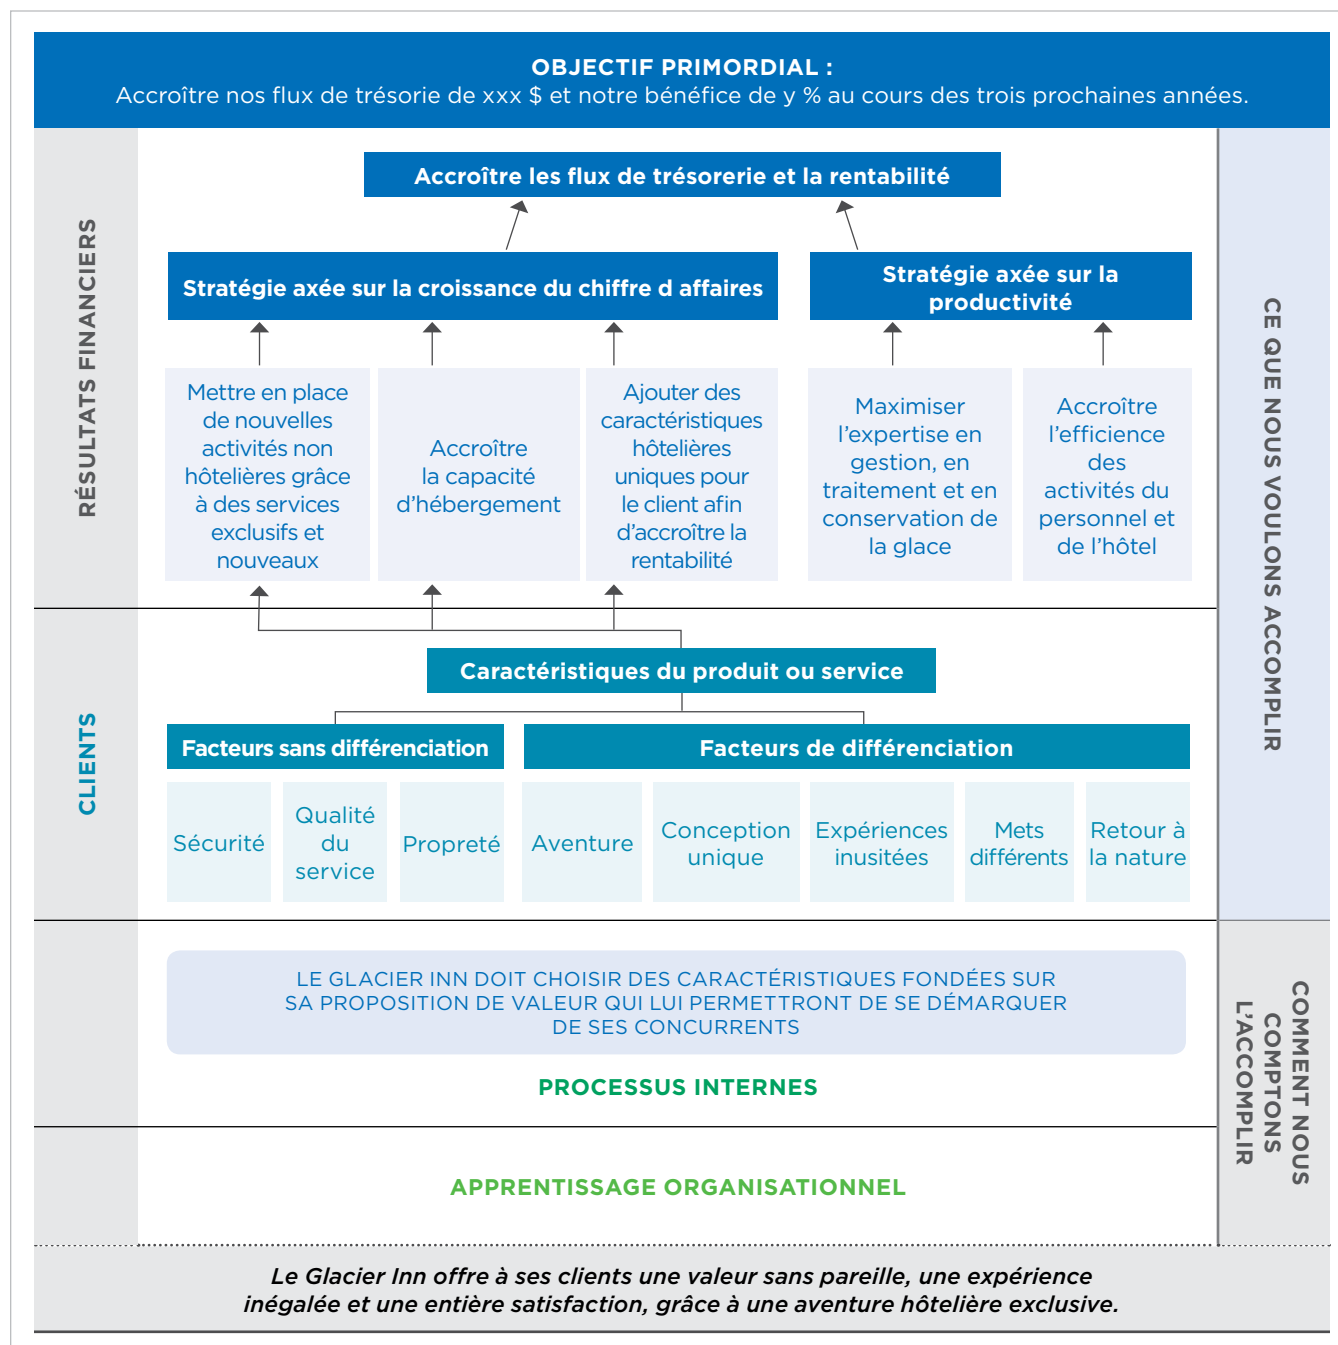 OBJECTIF PRIMORDIAL :
Accroître nos flux de trésorie de xxx $ et notre bénéfice de y % au cours des trois prochaines années.
RÉSULTATS FINANCIERS
Accroître les flux de trésorerie et la rentabilité
Stratégie axée sur la croissance du chiffre d affaires
Stratégie axée sur la
productivité
Mettre en place
de nouvelles
activités non
hôtelières grâce
à des services
exclusifs et
nouveaux
Accroître
la capacité
d'hébergement
Ajouter des
caractéristiques
hôtelières
uniques pour
le client afin
d'accroître la
rentabilité
Maximiser
l'expertise en
gestion, en
traitement et en
conservation de
la glace
Accroître
l'efficience
des
activités du
personnel et
de l'hôtel
CE QUE NOUS VOULONS ACCOMPLIR
CLIENTS
Caractéristiques du produit ou service
Facteurs sans différenciation
Facteurs de différenciation
Sécurité
Qualité
du
service
Propreté
Aventure
Conception
unique
Expériences
inusitées
Mets
différents
Retour à
la nature
LE GLACIER INN DOIT CHOISIR DES CARACTÉRISTIQUES FONDÉES SUR
SA PROPOSITION DE VALEUR QUI LUI PERMETTRONT DE SE DÉMARQUER
DE SES CONCURRENTS
PROCESSUS INTERNES
COMMENT NOUS
COMPTONS
L'ACCOMPLIR
APPRENTISSAGE ORGANISATIONNEL
Le Glacier Inn offre à ses clients une valeur sans pareille, une expérience
inégalée et une entière satisfaction, grâce à une aventure hôtelière exclusive.